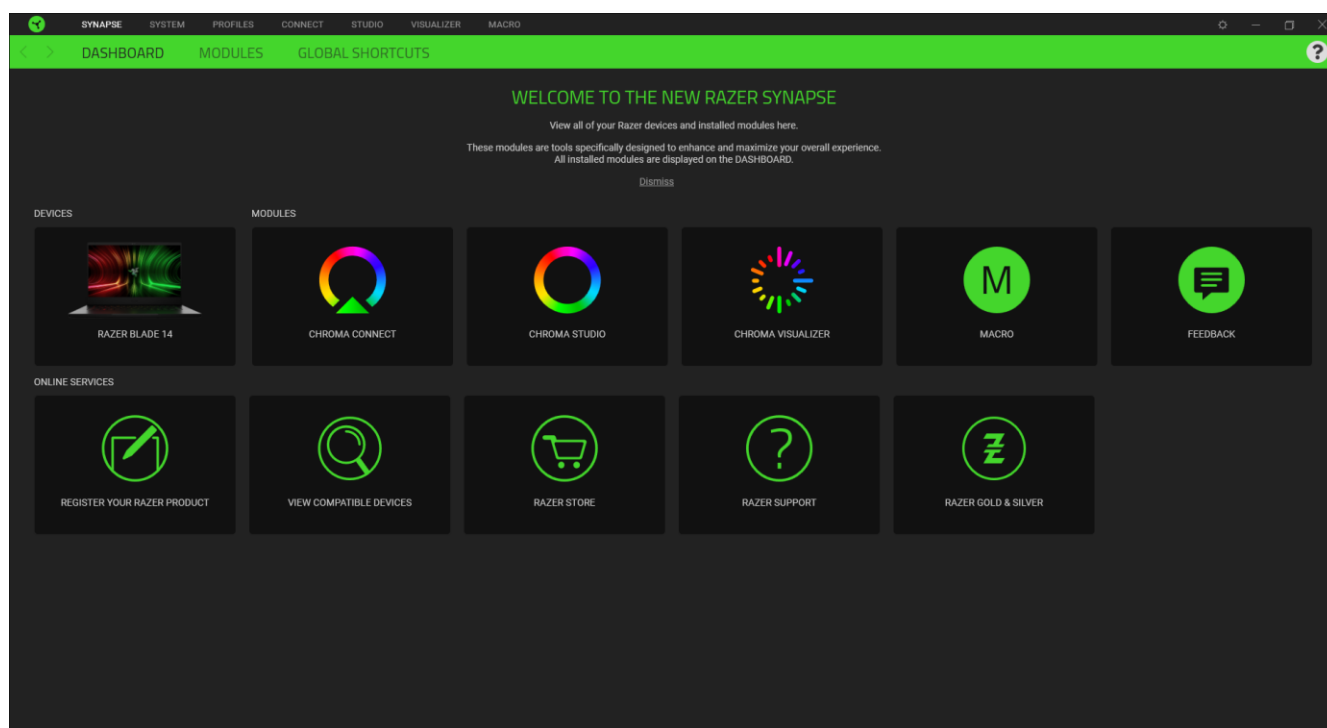 SYNAPSE SYSTEM PROFILES CONNECT STUDIO VISUALIZER MACRO
DASHBOARD MODULES GLOBAL SHORTCUTS ?
WELCOME TO THE NEW RAZER SYNAPSE
View all of your Razer devices and installed modules here.
These modules are tools specifically designed to enhance and maximize your overall experience.
All installed modules are displayed on the DASHBOARD.
Dismiss
DEVICES MODULES
M
RAZER BLADE 14 CHROMA CONNECT CHROMA STUDIO CHROMA VISUALIZER MACRO FEEDBACK
ONLINE SERVICES
?
REGISTER YOUR RAZER PRODUCT VIEW COMPATIBLE DEVICES RAZER STORE RAZER SUPPORT RAZER GOLD & SILVER